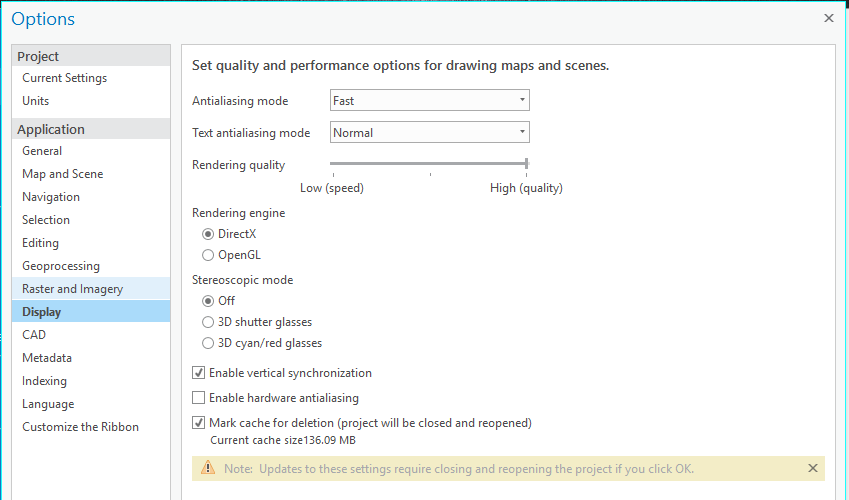 Options
Project
Current Settings
Units
Application
General
Map and Scene
Navigation
Selection
Editing
Geoprocessing
Raster and Imagery
Display
CAD
Metadata
Indexing
Language
Customize the Ribbon
Set quality and performance options for drawing maps and scenes.
Antialiasing mode Fast
Text antialiasing mode Normal
Rendering quality
Low (speed) High (quality)
Rendering engine
DirectX
OpenGL
Stereoscopic mode
Off
3D shutter glasses
3D cyan/red glasses
Enable vertical synchronization
Enable hardware antialiasing
Mark cache for deletion (project will be closed and reopened)
Current cache size136.09 MB
Note: Updates to these settings require closing and reopening the project if you click OK.